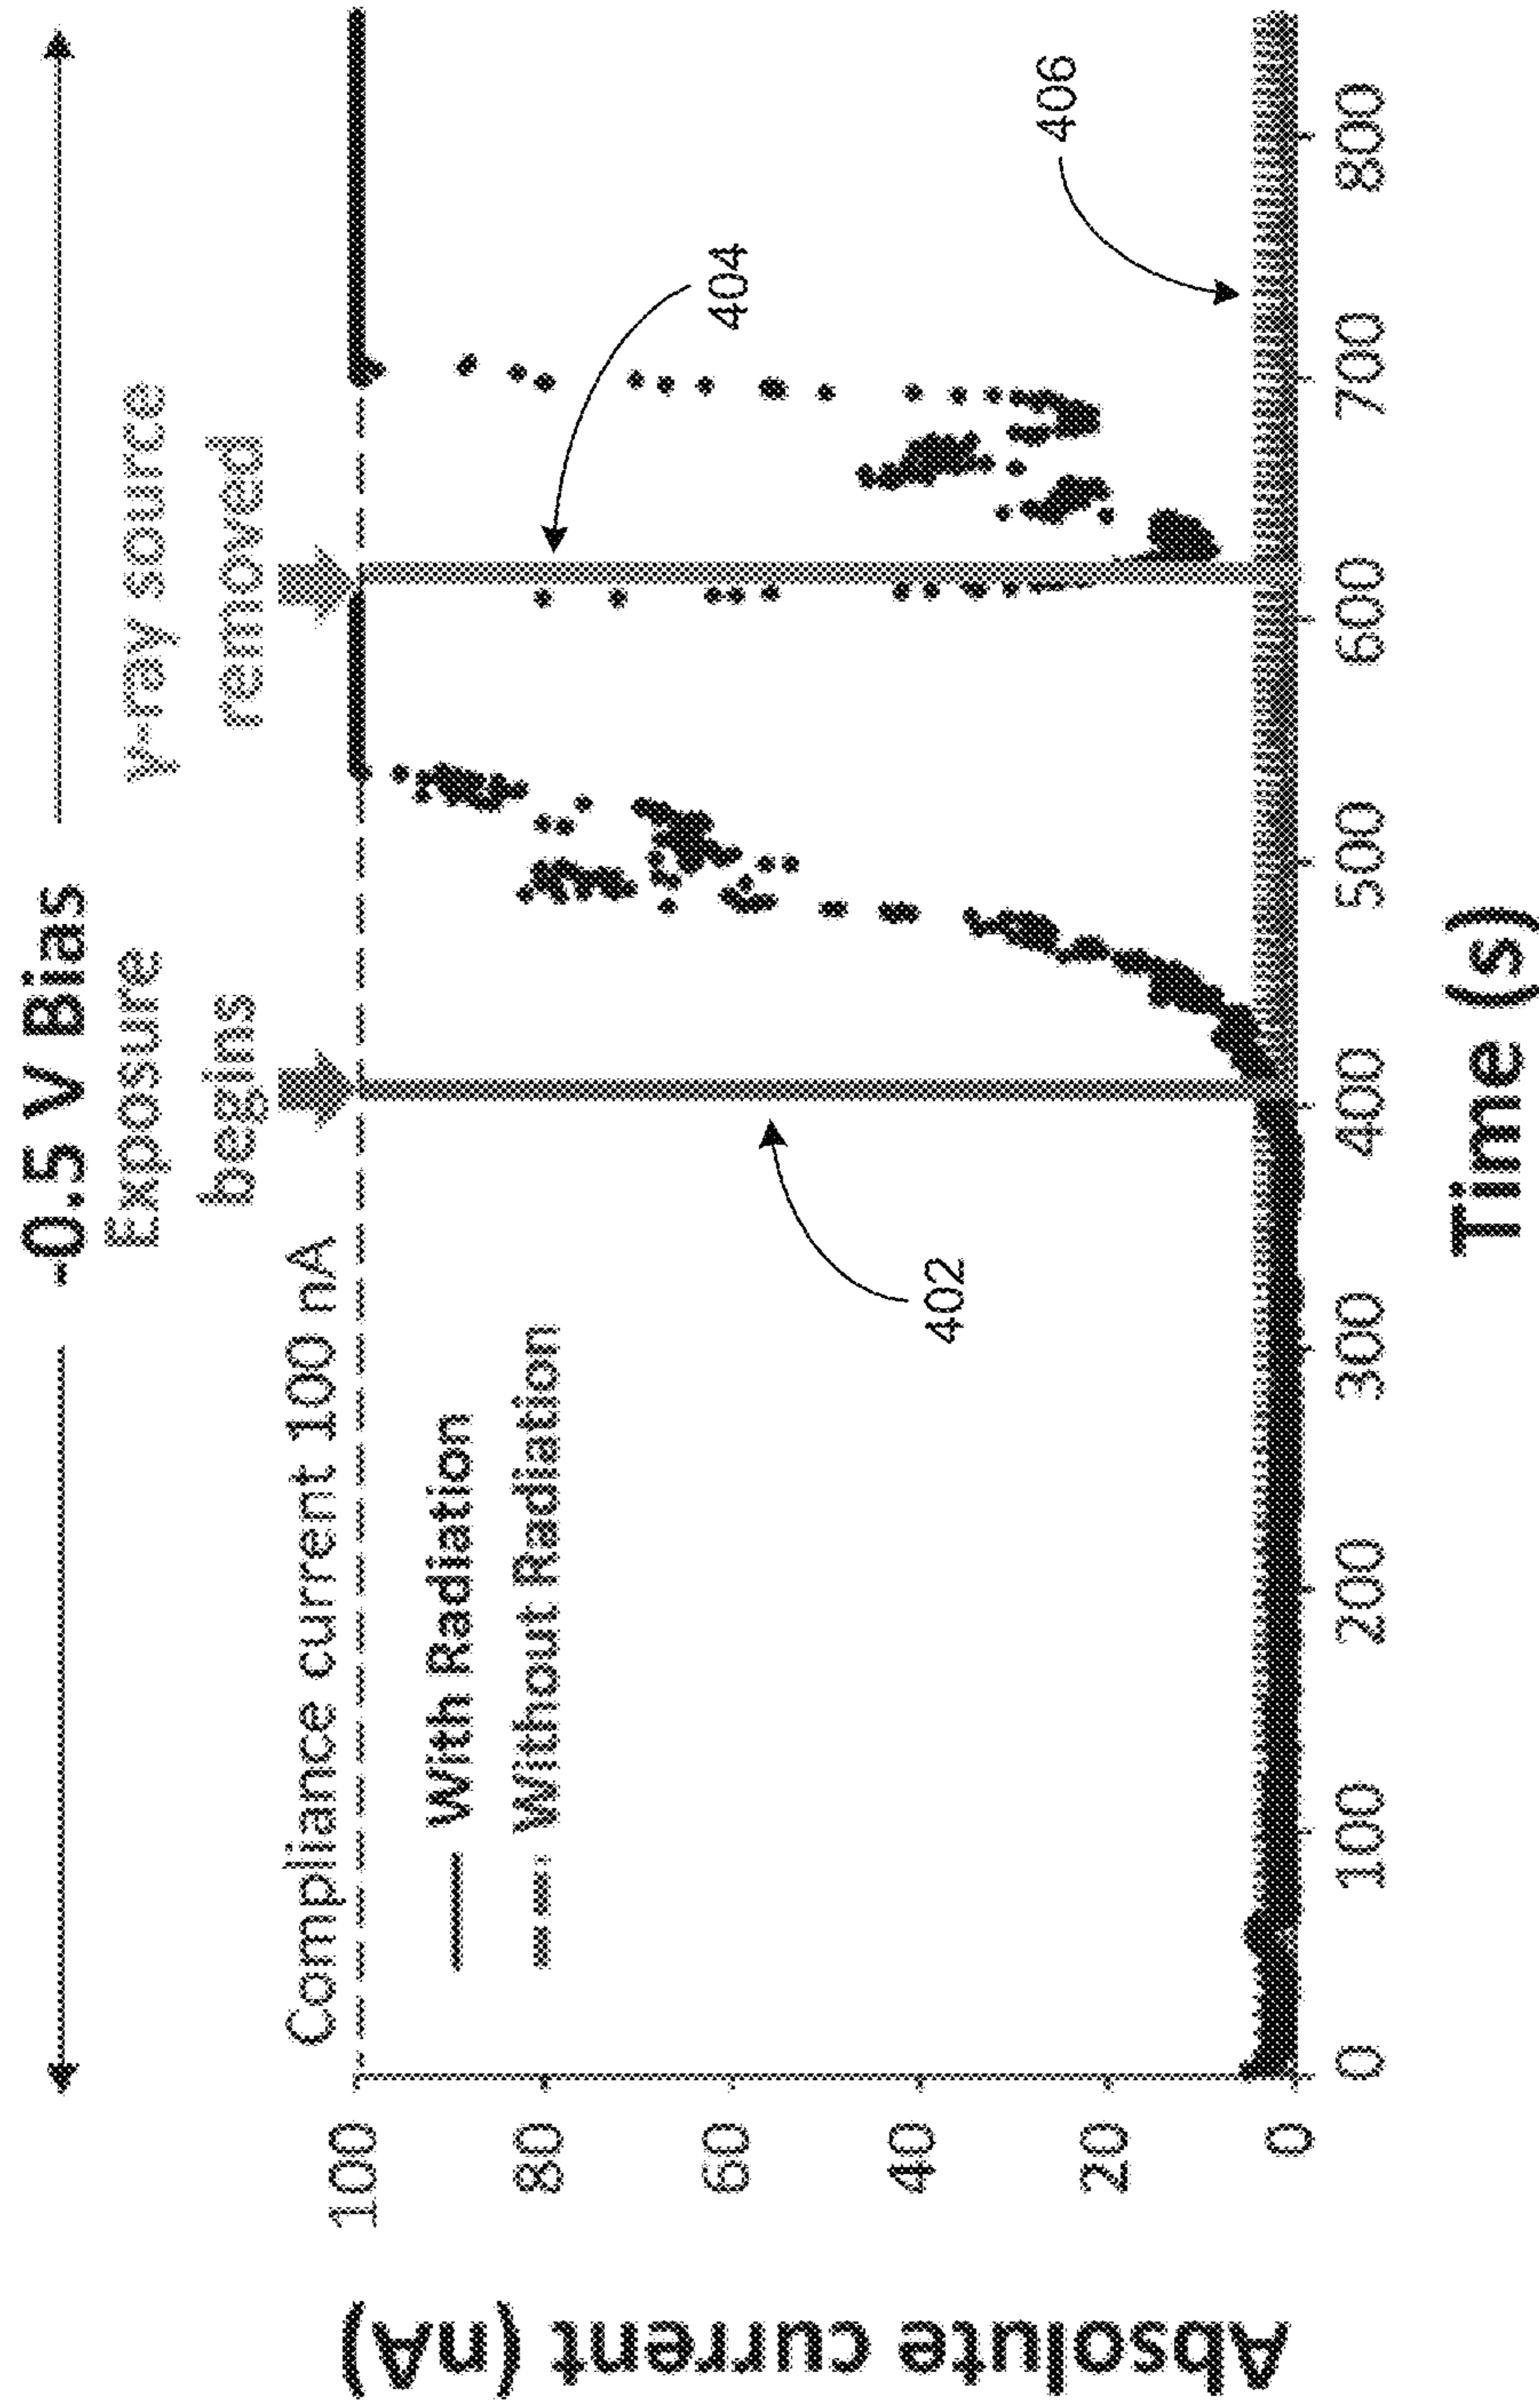 -0.5 V Bias
Exposure
begins
γ-ray source
removed
Compliance current 100 nA
With Radiation
Without Radiation
402
404
406
100
80
60
40
20
0
Absolute current (nA)
0 100 200 300 400 500 600 700 800
Time (s)